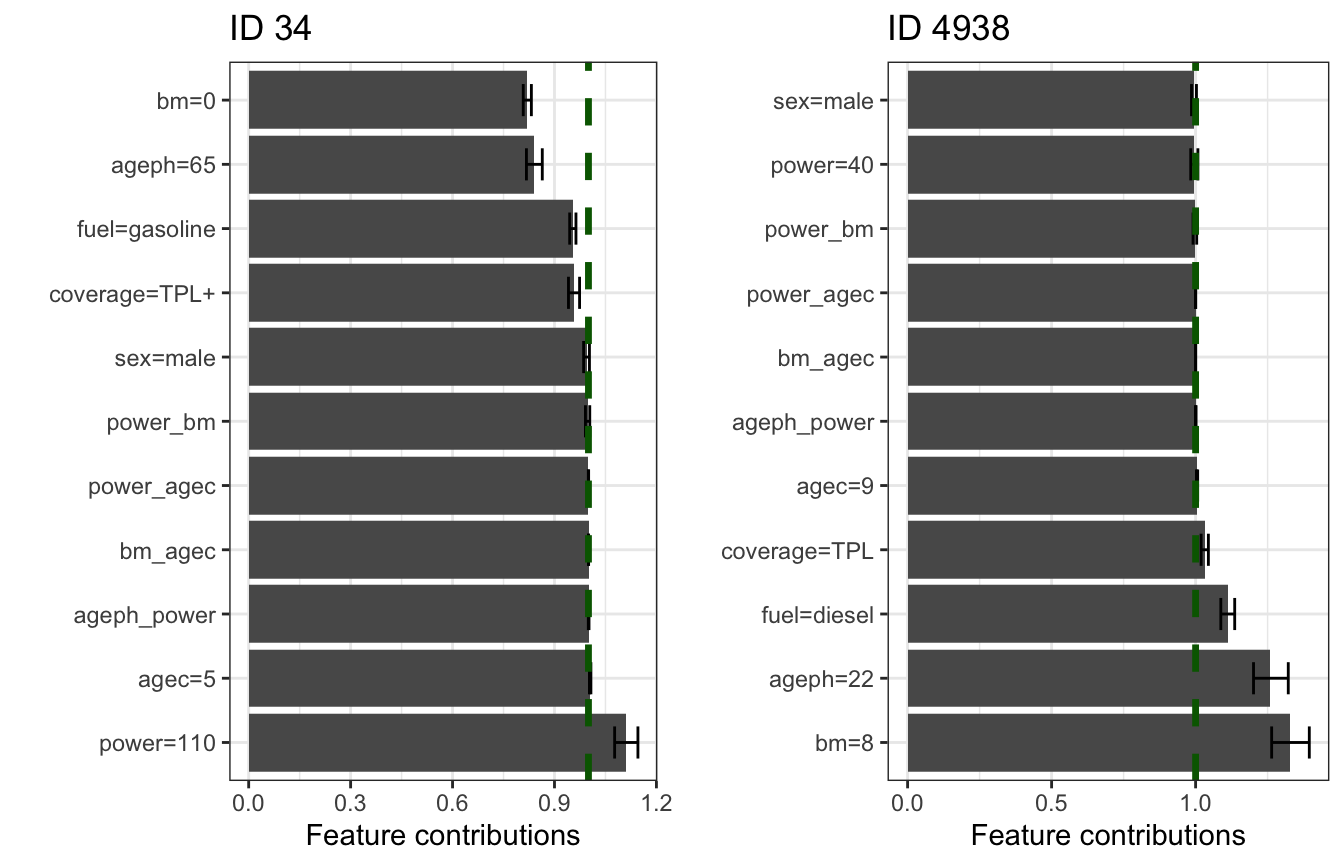 ID 34
bm=0
ageph=65
fuel=gasoline
coverage=TPL+
sex=male
power_bm
power_agec
bm_agec
ageph_power
agec=5
power=110
0.0 0.3 0.6 0.9 1.2
Feature contributions
ID 4938
sex=male
power=40
power_bm
power_agec
bm_agec
ageph_power
agec=9
coverage=TPL
fuel=diesel
ageph=22
bm=8
0.0 0.5 1.0
Feature contributions